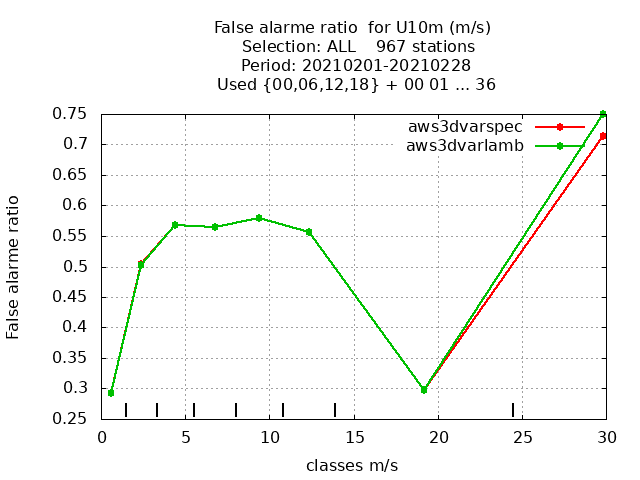 False alarme ratio  for U10m (m/s)
Selection: ALL    967 stations
Period: 20210201-20210228
Used {00,06,12,18} + 00 01 ... 36
aws3dvarspec
aws3dvarlamb
0.75
0.7
0.65
0.6
0.55
0.5
0.45
0.4
0.35
0.3
0.25
0 5 10 15 20 25 30
False alarme ratio
classes m/s